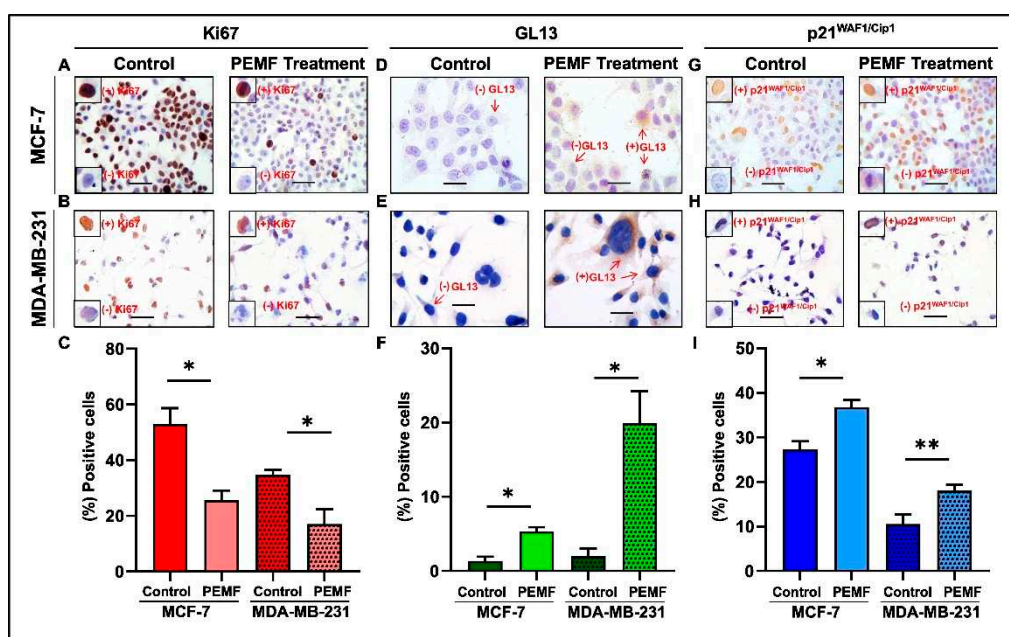 Ki67 GL13 p21WAF1/Cip1
A Control PEMF Treatment D Control PEMF Treatment G Control PEMF Treatment
MCF-7
(+) Ki67
(-) Ki67
(+) Ki67
(-) Ki67
(-) GL13
(-)GL13
(+)GL13
(+) p21WAF1/Cip1
(-) p21WAF1/Cip1
(+) p21WAF1/Cip1
(-) p21WAF1/Cip1
MDA-MB-231
B
(+) Ki67
(-) Ki67
(+) Ki67
(-) Ki67
E
(-)GL13
(+)GL13
H
(+) p21WAF1/Cip1
(-) p21WAF1/Cip1
(+) p21
(-) p21WAF1/Cip1
C
(%) Positive cells
80
60
40
20
0
*
*
Control PEMF Control PEMF
MCF-7 MDA-MB-231
F
(%) Positive cells
30
20
10
0
*
*
Control PEMF Control PEMF
MCF-7 MDA-MB-231
I
(%) Positive cells
50
40
30
20
10
0
*
**
Control PEMF Control PEMF
MCF-7 MDA-MB-231